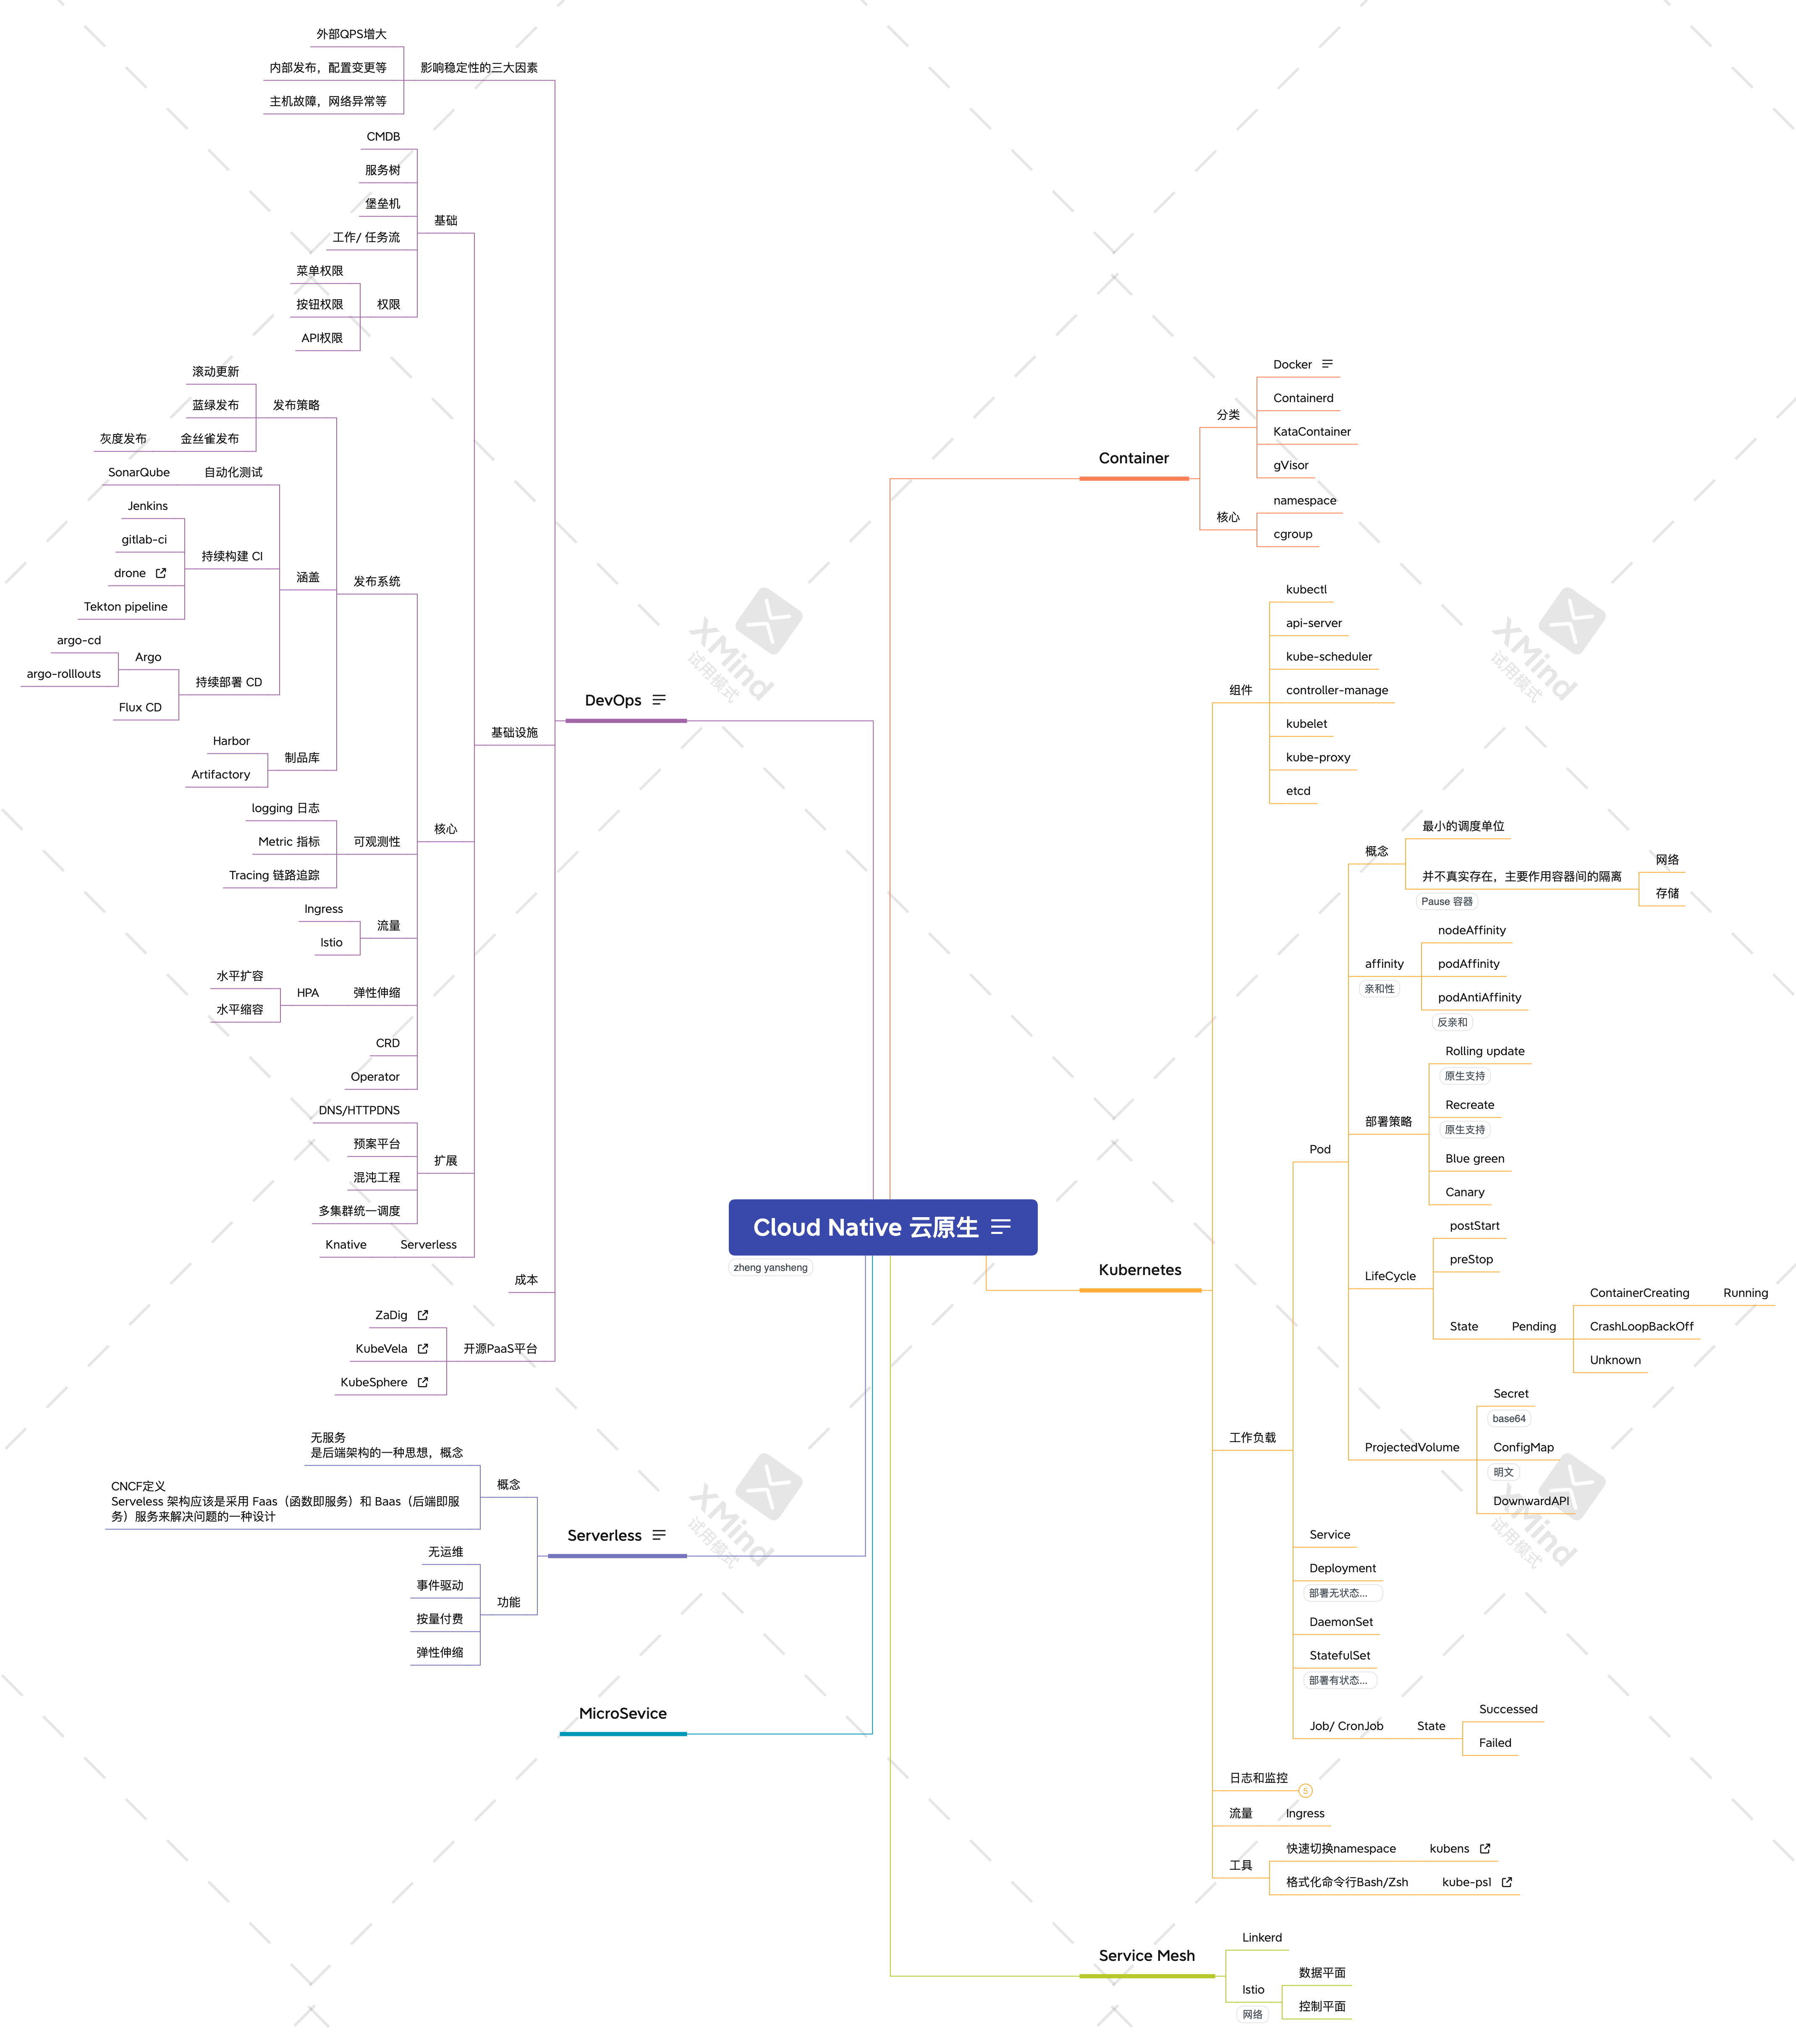 外部QPS增大
内部发布，配置变更等
影响稳定性的三大因素
主机故障，网络异常等
CMDB
服务树
堡垒机
基础
工作/ 任务流
菜单权限
按钮权限
权限
API权限
滚动更新
蓝绿发布
发布策略
灰度发布
金丝雀发布
SonarQube
自动化测试
Jenkins
gitlab-ci
持续构建 CI
drone
涵盖
发布系统
Tekton pipeline
argo-cd
Argo
argo-rolllouts
持续部署 CD
Flux CD
DevOps
基础设施
Harbor
制品库
Artifactory
logging 日志
核心
Metric 指标
可观测性
Tracing 链路追踪
Ingress
流量
Istio
水平扩容
HPA
弹性伸缩
水平缩容
CRD
Operator
DNS/HTTPDNS
预案平台
扩展
混沌工程
多集群统一调度
Knative
Serverless
成本
ZaDig
KubeVela
开源PaaS平台
KubeSphere
无服务
是后端架构的一种思想，概念
概念
CNCF定义
Serveless 架构应该是采用 Faas（函数即服务）和 Baas（后端即服
务）服务来解决问题的一种设计
Serverless
无运维
事件驱动
功能
按量付费
弹性伸缩
MicroSevice
Cloud Native 云原生
zheng yansheng
Docker
分类
Containerd
KataContainer
Container
gVisor
namespace
核心
cgroup
kubectl
api-server
kube-scheduler
组件
controller-manage
kubelet
kube-proxy
etcd
最小的调度单位
概念
网络
并不真实存在，主要作用容器间的隔离
Pause 容器
存储
nodeAffinity
affinity
亲和性
podAffinity
podAntiAffinity
反亲和
Rolling update
原生支持
Recreate
原生支持
部署策略
Blue green
Canary
Pod
postStart
preStop
LifeCycle
ContainerCreating
Running
State
Pending
CrashLoopBackOff
Unknown
Kubernetes
Secret
base64
ProjectedVolume
ConfigMap
明文
DownwardAPI
工作负载
Service
Deployment
部署无状态...
DaemonSet
StatefulSet
部署有状态...
Successed
Job/ CronJob
State
Failed
日志和监控
5
流量
Ingress
快速切换namespace
kubens
工具
格式化命令行Bash/Zsh
kube-ps1
Linkerd
Service Mesh
数据平面
Istio
网络
控制平面
XMind
试用模式
XMind
试用模式
XMind
试用模式
XMind
试用模式